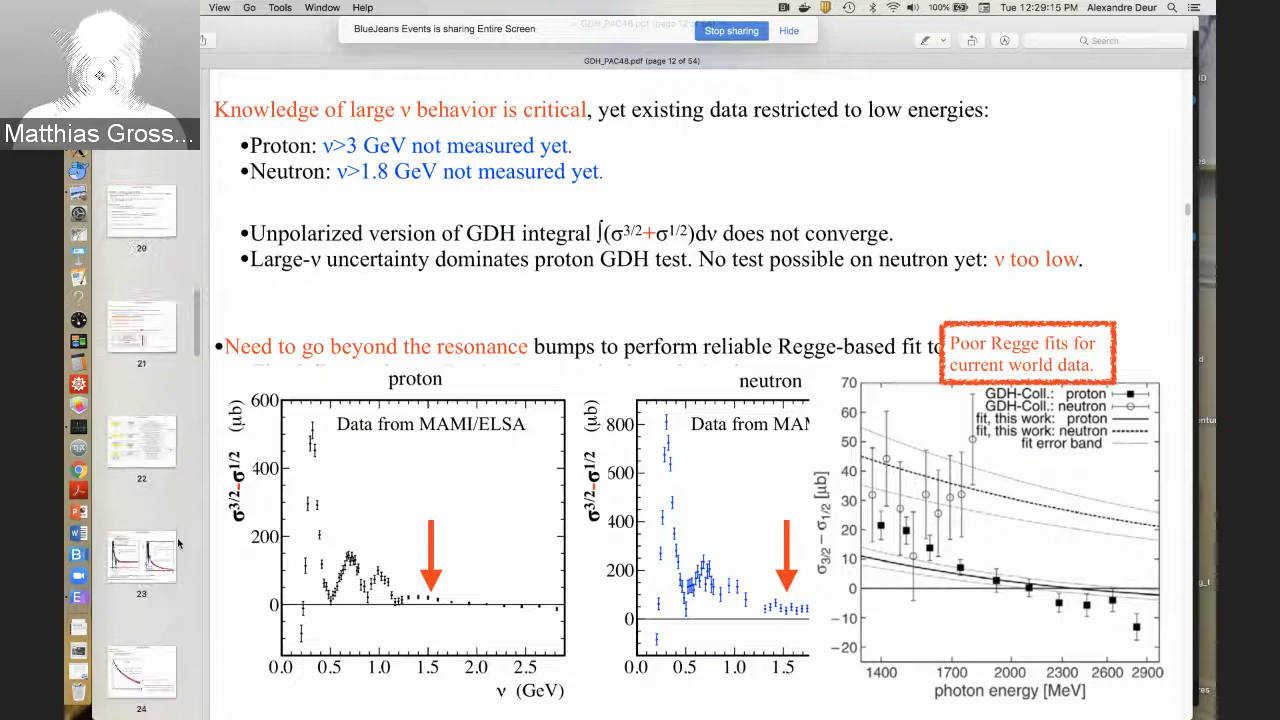 View Go Tools Window Help
100% Tue 12:29:15 PM Alexandre Deur
BlueJeans Events is sharing Entire Screen
GDH_PAC48.pdf (page 12 of 54)
Stop sharing
Hide
Search
GDH_PAC48.pdf (page 12 of 54)
Matthias Gross...
20
21
22
23
24
Knowledge of large ν behavior is critical, yet existing data restricted to low energies:
•Proton: ν>3 GeV not measured yet.
•Neutron: ν>1.8 GeV not measured yet.
•Unpolarized version of GDH integral ∫(σ3/2+σ1/2)dν does not converge.
•Large-ν uncertainty dominates proton GDH test. No test possible on neutron yet: ν too low.
•Need to go beyond the resonance bumps to perform reliable Regge-based fit to
Poor Regge fits for
current world data.
proton
σ3/2-σ1/2 (μb)
600
400
200
0
Data from MAMI/ELSA
0.0 0.5 1.0 1.5 2.0 2.5
ν (GeV)
neutron
σ3/2-σ1/2 (μb)
800
600
400
200
0
Data from MAM
0.0 0.5 1.0 1.5
σ3/2 − σ1/2 [μb]
70
60
50
40
30
20
10
0
−10
−20
GDH-Coll.: proton
GDH-Coll.: neutron
fit, this work: proton
fit, this work: neutron
fit error band
1400 1700 2000 2300 2600 2900
photon energy [MeV]